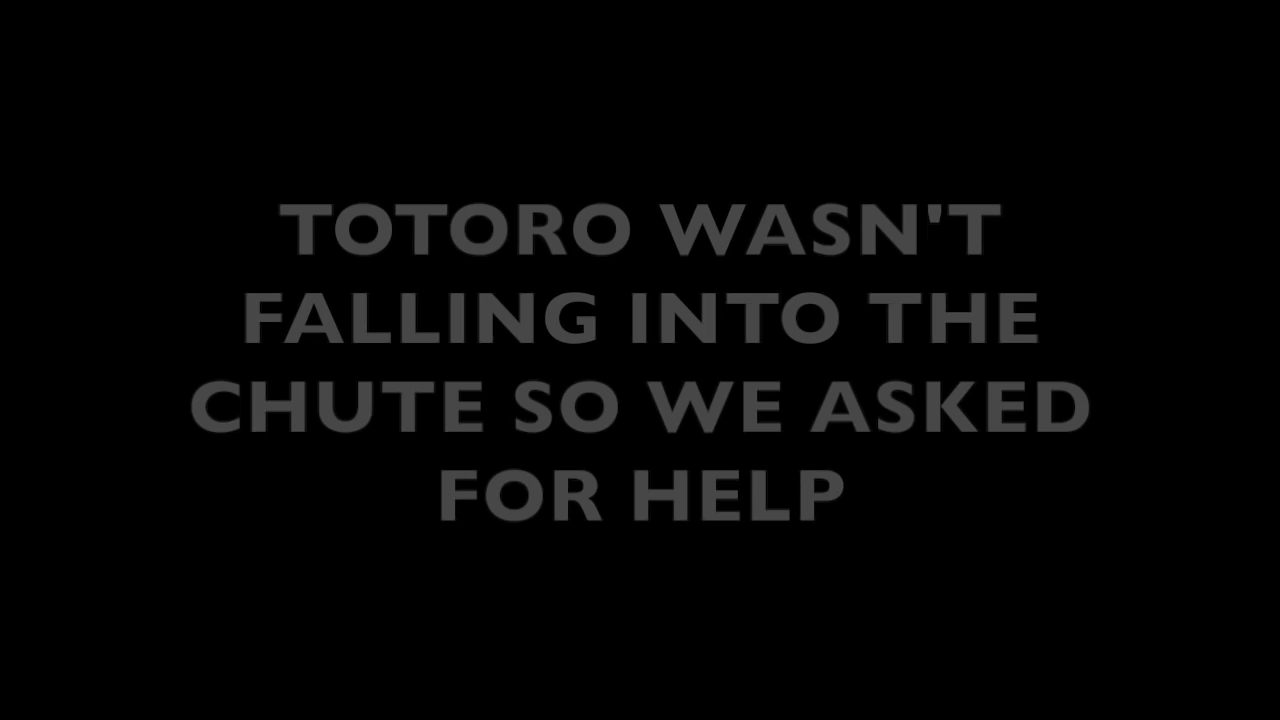 TOTORO WASN'T
FALLING INTO THE
CHUTE SO WE ASKED
FOR HELP